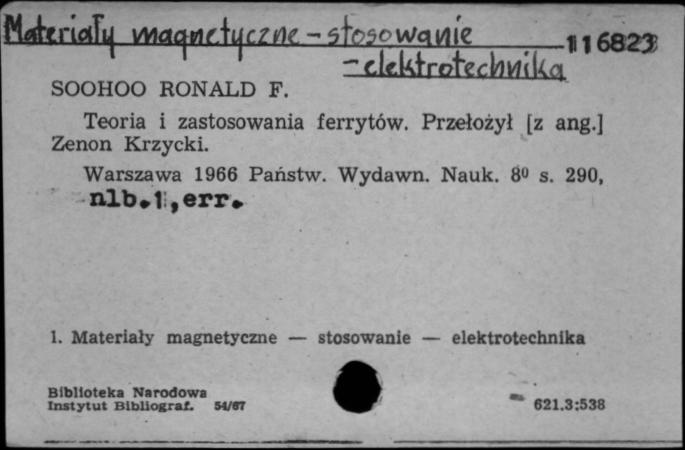 Materiały magnetyczne - stosowanie 116823
- elektrotechnika
SOOHOO RONALD F.
Teoria i zastosowania ferrytów. Przełożył [z ang.]
Zenon Krzycki.
Warszawa 1966 Państw. Wydawn. Nauk. 8⁰ s. 290,
nlb.1,err.
1. Materiały magnetyczne — stosowanie — elektrotechnika
Biblioteka Narodowa
Instytut Bibliograf. 54/67
621.3:538